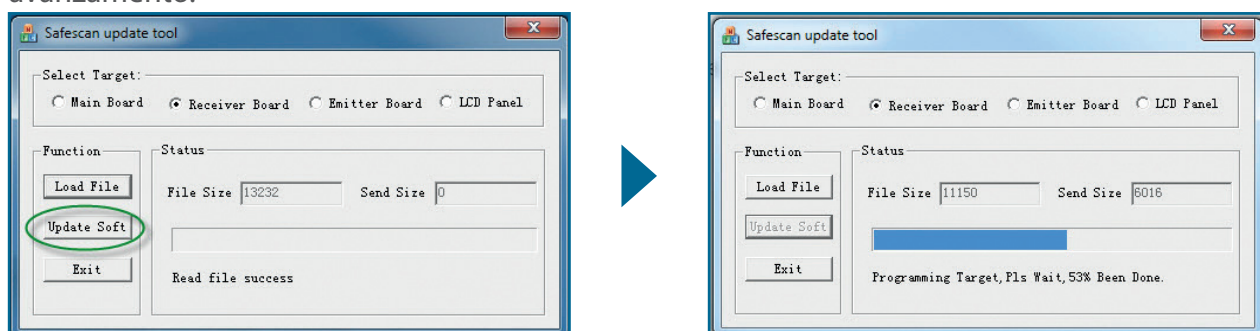 avanzamento.
Safescan update tool
Select Target:
Main Board Receiver Board Emitter Board LCD Panel
Function
Status
Load File
File Size 13232 Send Size 0
Update Soft
Exit
Read file success
Safescan update tool
Select Target:
Main Board Receiver Board Emitter Board LCD Panel
Function
Status
Load File
File Size 11150 Send Size 6016
Update Soft
Exit
Programming Target,Pls Wait,53% Been Done.